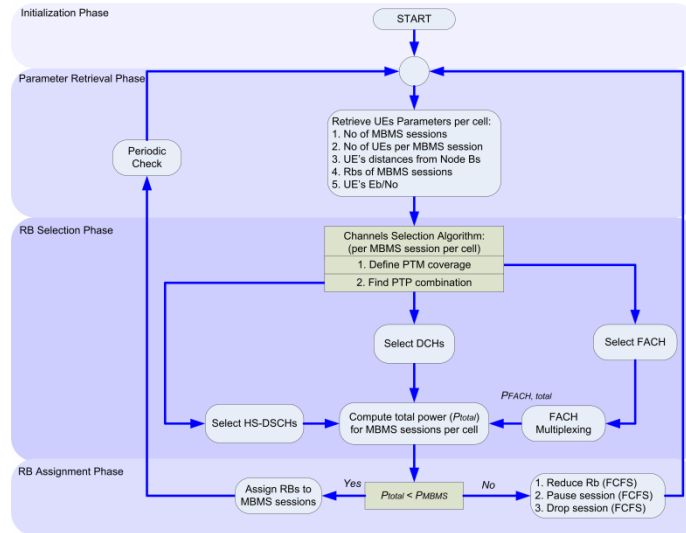 Initialization Phase
START
Parameter Retrieval Phase
Retrieve UEs Parameters per cell:
1. No of MBMS sessions
2. No of UEs per MBMS session
3. UE's distances from Node Bs
4. Rbs of MBMS sessions
5. UE's Eb/No
Periodic
Check
RB Selection Phase
Channels Selection Algorithm:
(per MBMS session per cell)
1. Define PTM coverage
2. Find PTP combination
Select DCHs
Select FACH
PFACH, total
Select HS-DSCHs
Compute total power (Ptotal)
for MBMS sessions per cell
FACH
Multiplexing
RB Assignment Phase
Assign RBs to
MBMS sessions
Yes
Ptotal < PMBMS
No
1. Reduce Rb (FCFS)
2. Pause session (FCFS)
3. Drop session (FCFS)